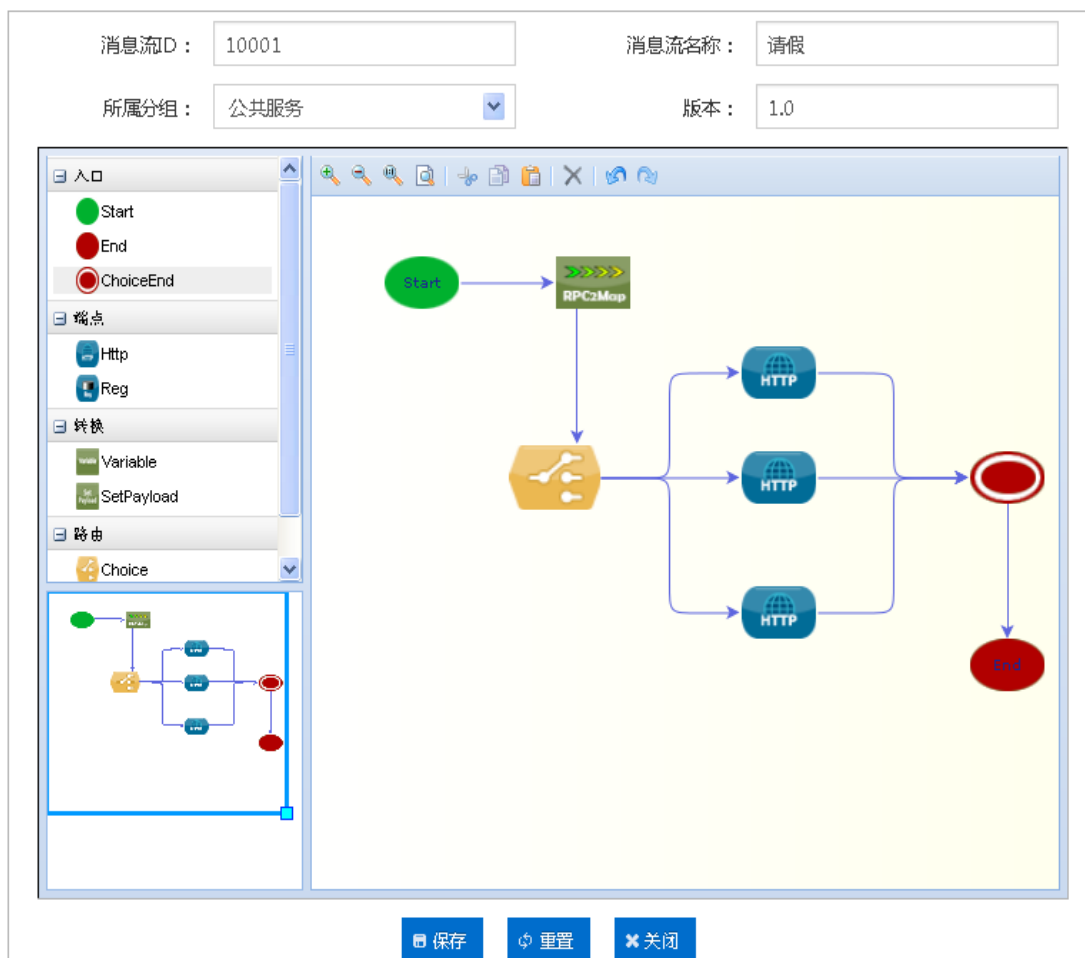 消息流ID： 10001 消息流名称： 请假
所属分组： 公共服务 版本： 1.0
入口
Start
End
ChoiceEnd
端点
Http
Reg
转换
Variable
SetPayload
路由
Choice
Start
RPC2Map
HTTP
HTTP
HTTP
End
保存 重置 关闭